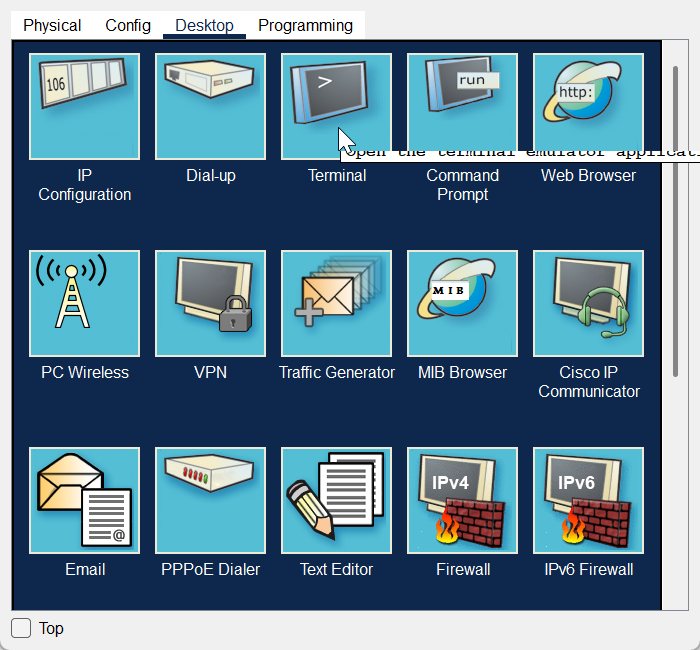 Physical Config Desktop Programming
106
>
run
http:
Open the terminal emulator applicati
IP Configuration
Dial-up
Terminal
Command Prompt
Web Browser
MIB
PC Wireless
VPN
Traffic Generator
MIB Browser
Cisco IP Communicator
@
IPv4
IPv6
Email
PPPoE Dialer
Text Editor
Firewall
IPv6 Firewall
Top